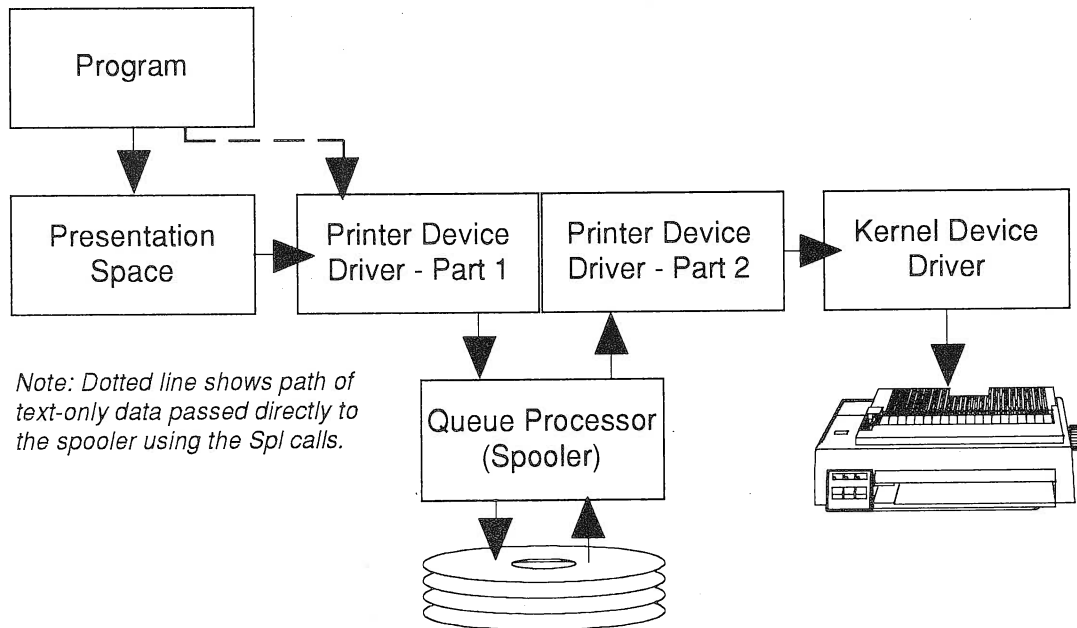 Program
Presentation
Space
Printer Device
Driver - Part 1
Printer Device
Driver - Part 2
Kernel Device
Driver
Note: Dotted line shows path of
text-only data passed directly to
the spooler using the Spl calls.
Queue Processor
(Spooler)